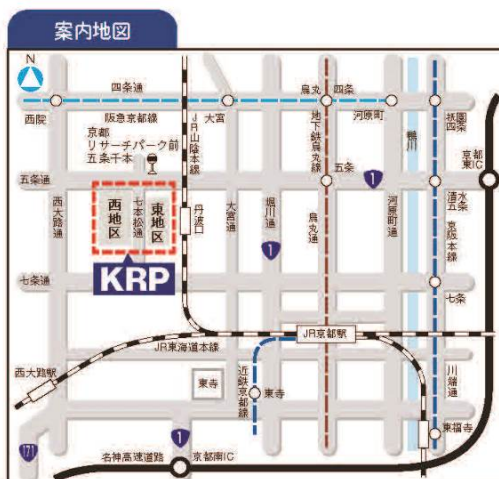 案内地図
N
四条通
烏丸
四条
西院
阪急京都線
大宮
河原町
祇園
四条
京都
リサーチパーク前
五条千本
JR山陰本線
地下鉄烏丸線
鴨川
京都
東IC
五条通
五条
1
清水
五条
西大路通
西地区
七本松通
東地区
丹波口
大宮通
堀川通
烏丸通
河原町通
京阪本線
1
KRP
七条通
七条
JR京都駅
JR東海道本線
西大路駅
東寺
近鉄京都線
東寺
川端通
東福寺
171
1
名神高速道路
京都南IC